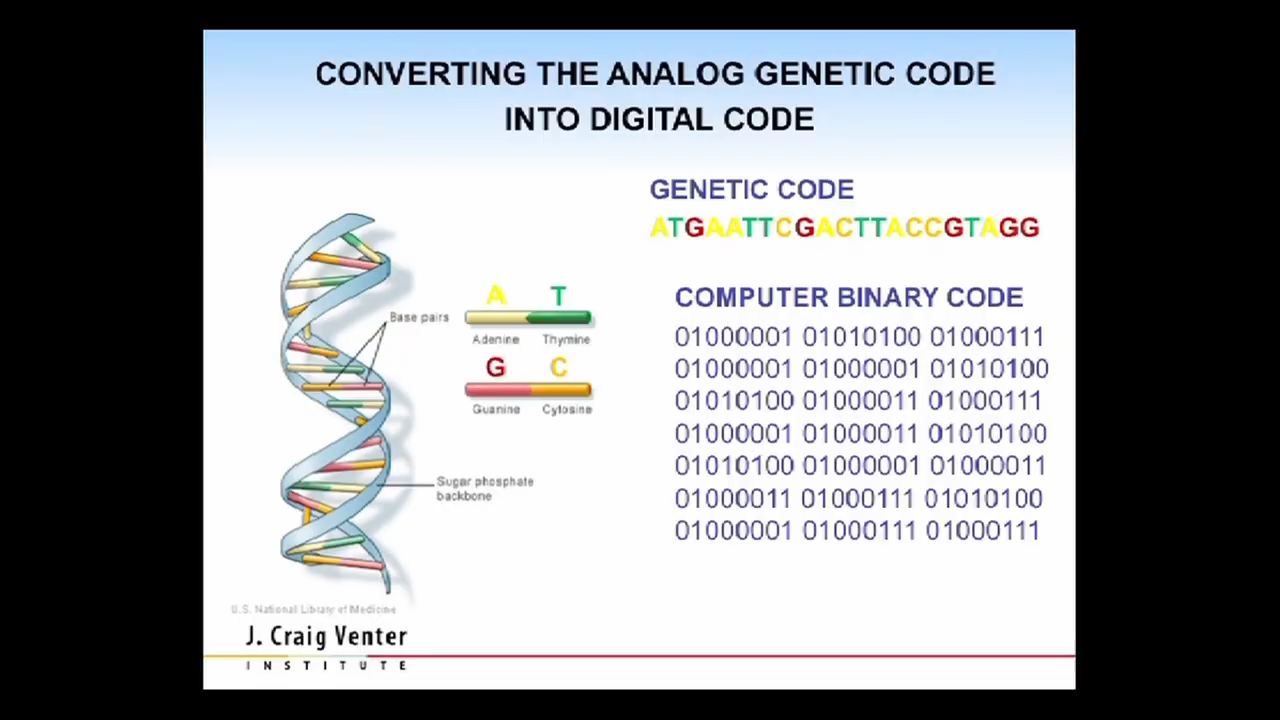 CONVERTING THE ANALOG GENETIC CODE
INTO DIGITAL CODE
GENETIC CODE
ATGAATTCGACTTACCGTAGG
COMPUTER BINARY CODE
01000001 01010100 01000111
01000001 01000001 01010100
01010100 01000011 01000111
01000001 01000011 01010100
01010100 01000001 01000011
01000011 01000111 01010100
01000001 01000111 01000111
Base pairs
A T
Adenine Thymine
G C
Guanine Cytosine
Sugar phosphate
backbone
U.S. National Library of Medicine
J. Craig Venter
INSTITUTE